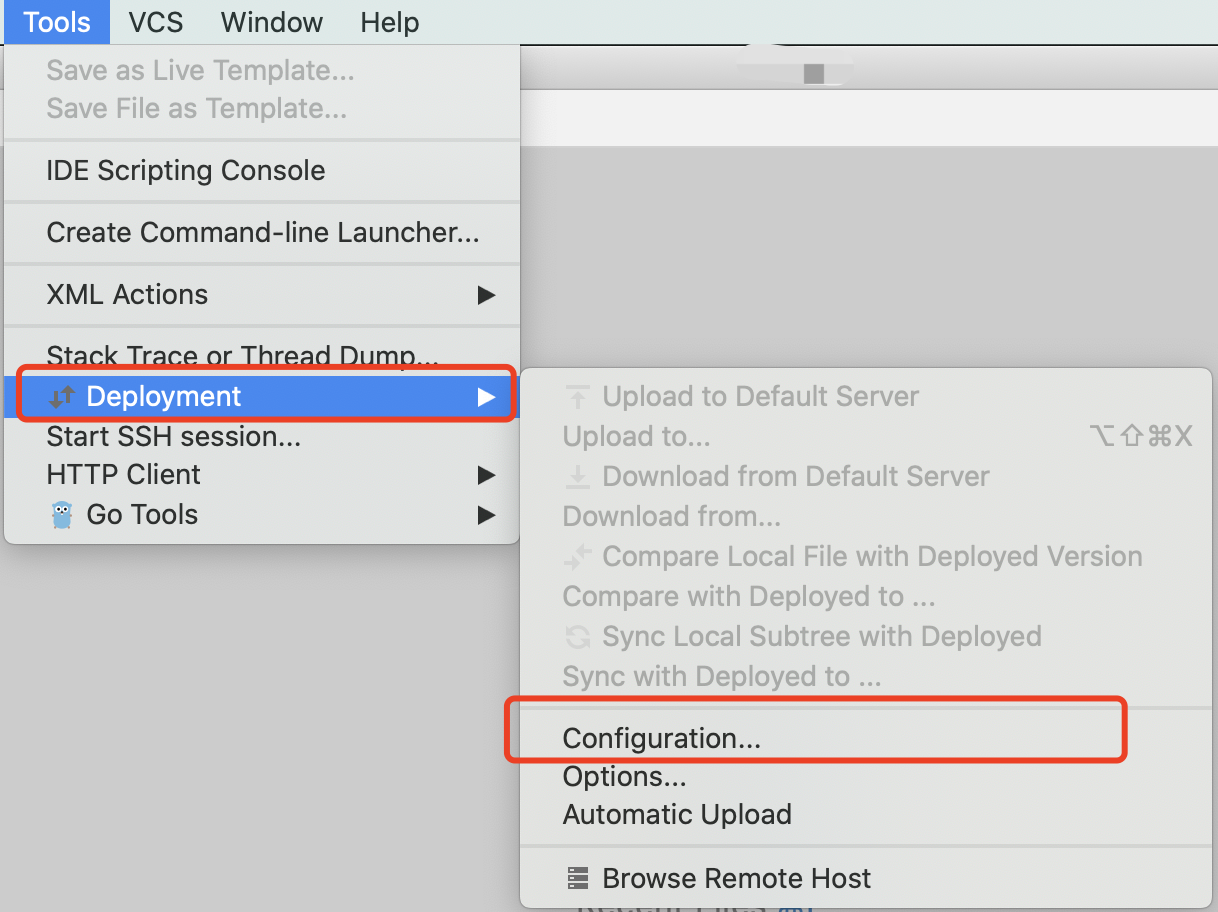 Tools VCS Window Help
Save as Live Template...
Save File as Template...
IDE Scripting Console
Create Command-line Launcher...
XML Actions
Stack Trace or Thread Dump...
Deployment
Start SSH session...
HTTP Client
Go Tools
Upload to Default Server
Upload to... ⌥⇧⌘X
Download from Default Server
Download from...
Compare Local File with Deployed Version
Compare with Deployed to ...
Sync Local Subtree with Deployed
Sync with Deployed to ...
Configuration...
Options...
Automatic Upload
Browse Remote Host
Recent Files